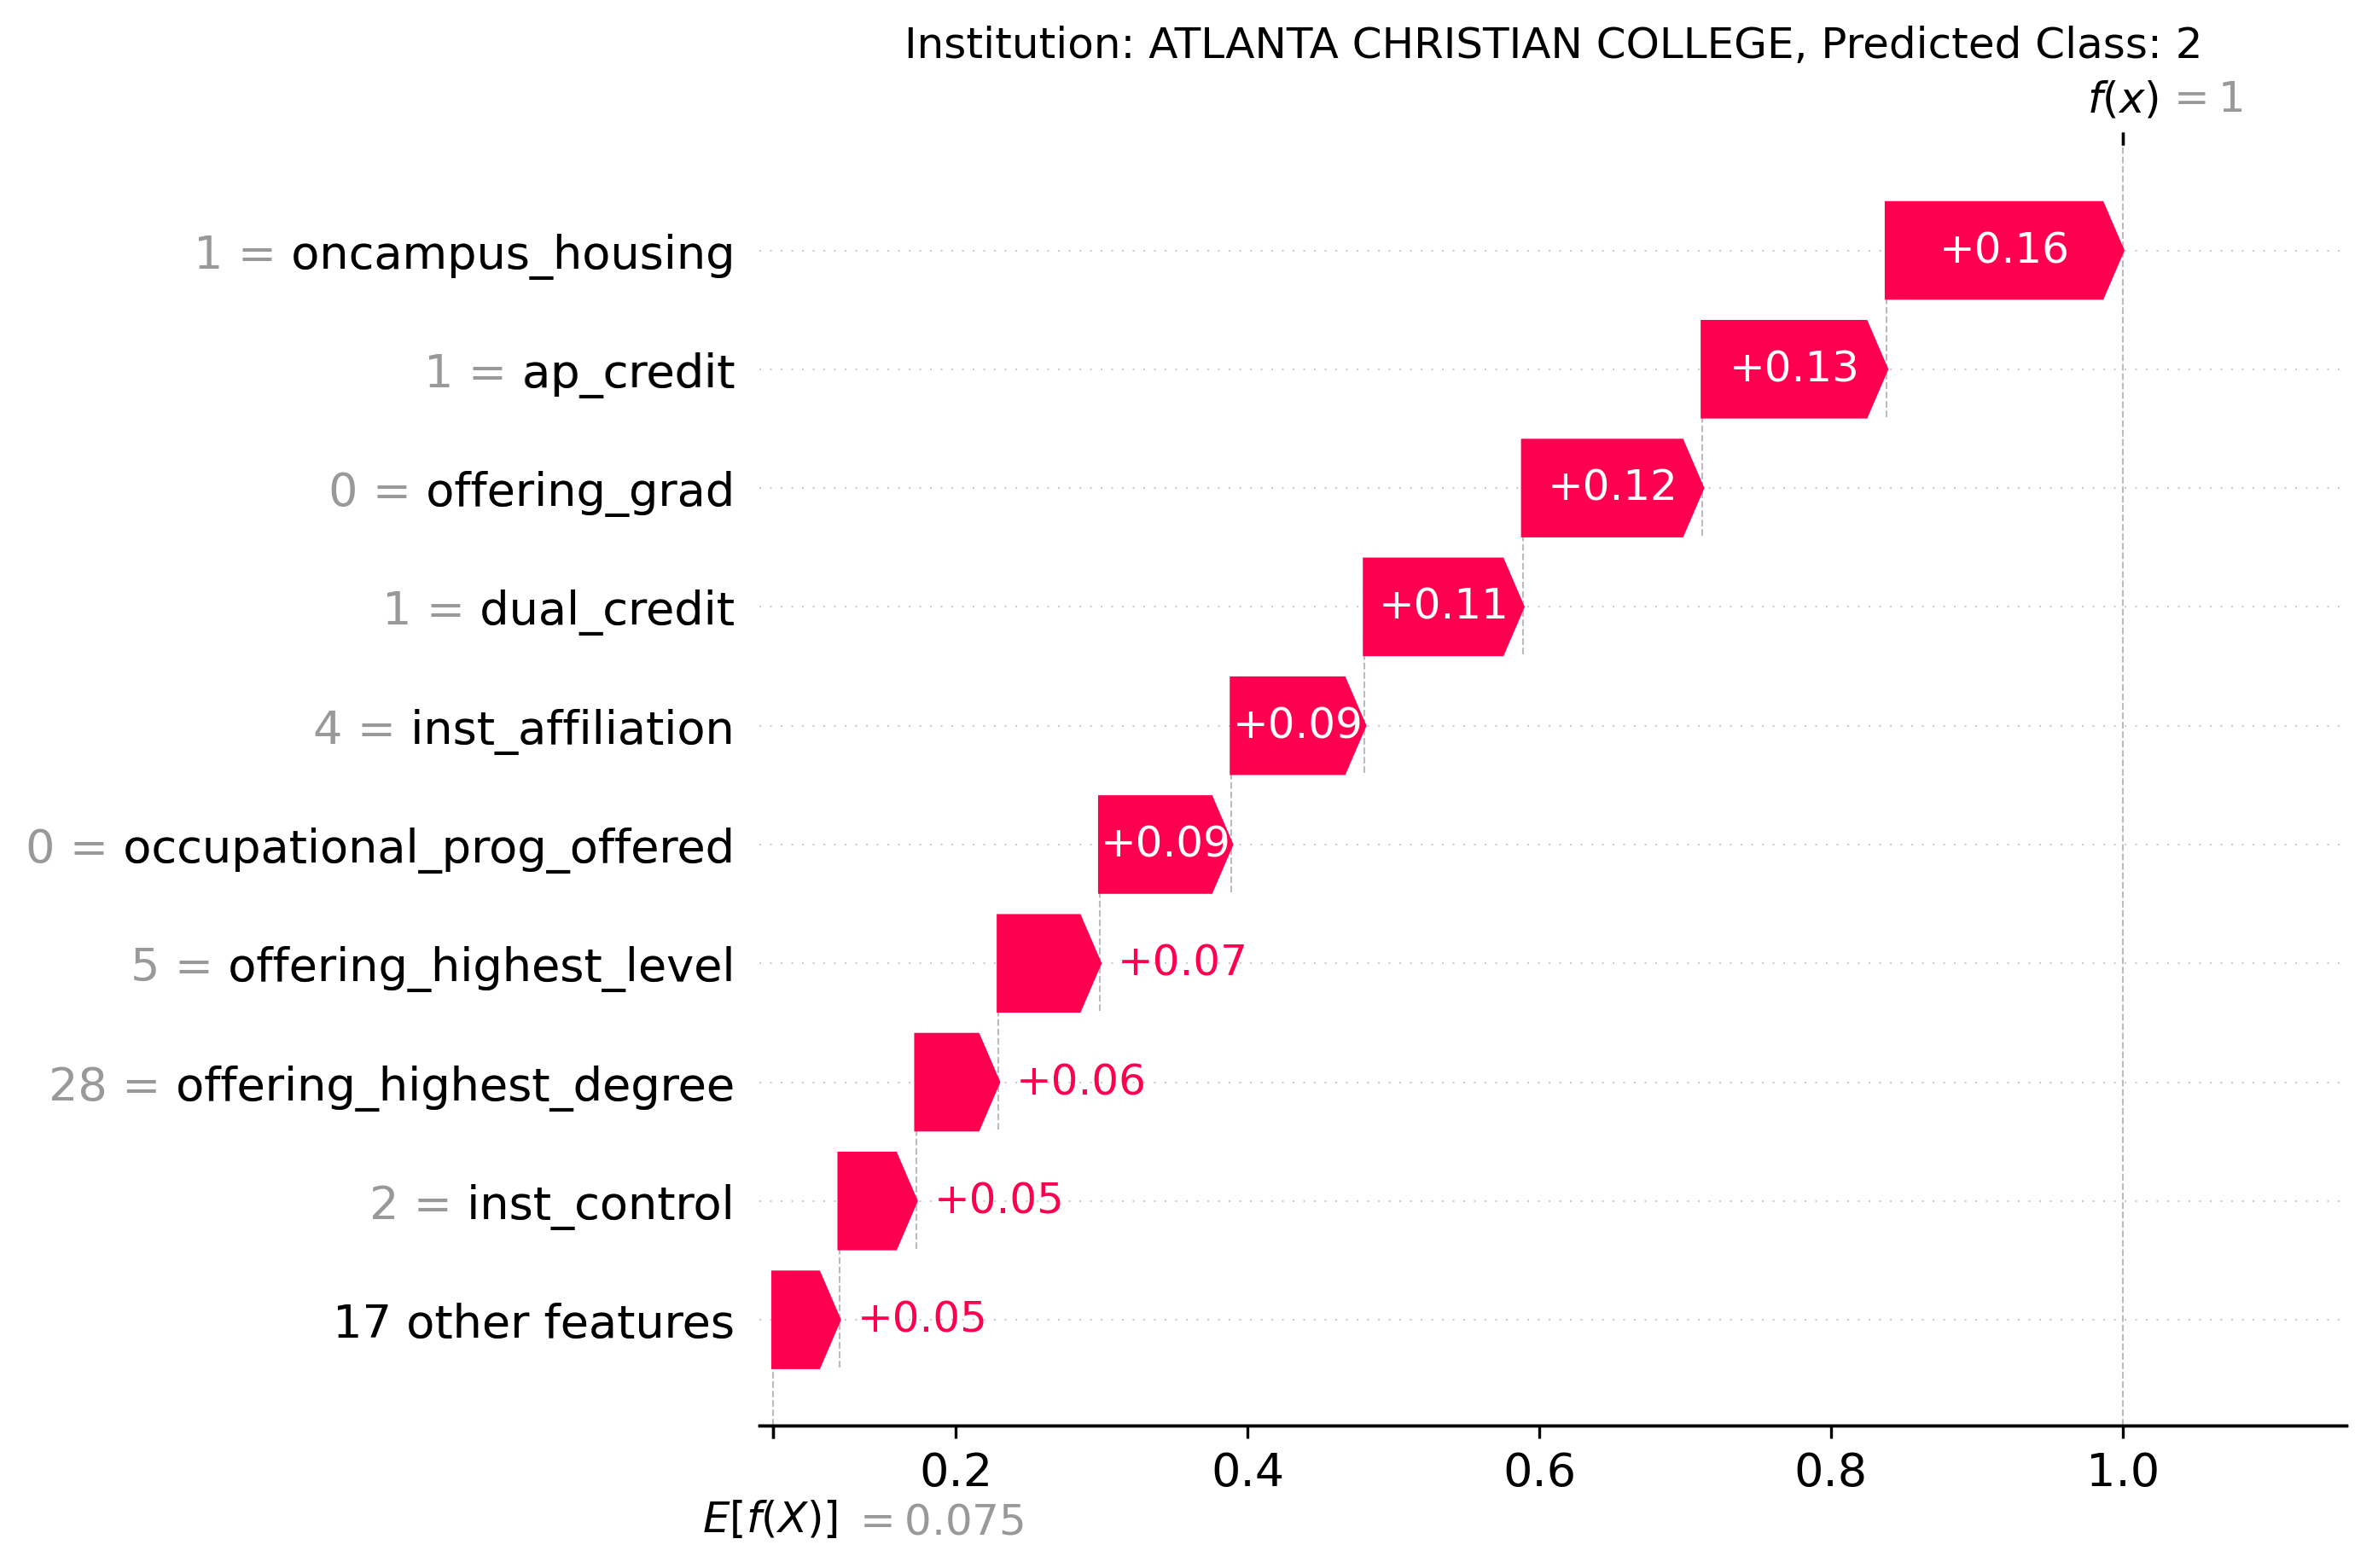 Institution: ATLANTA CHRISTIAN COLLEGE, Predicted Class: 2
f(x) = 1
1 = oncampus_housing +0.16
1 = ap_credit +0.13
0 = offering_grad +0.12
1 = dual_credit +0.11
4 = inst_affiliation +0.09
0 = occupational_prog_offered +0.09
5 = offering_highest_level +0.07
28 = offering_highest_degree +0.06
2 = inst_control +0.05
17 other features +0.05
0.2 0.4 0.6 0.8 1.0
E[f(X)] = 0.075